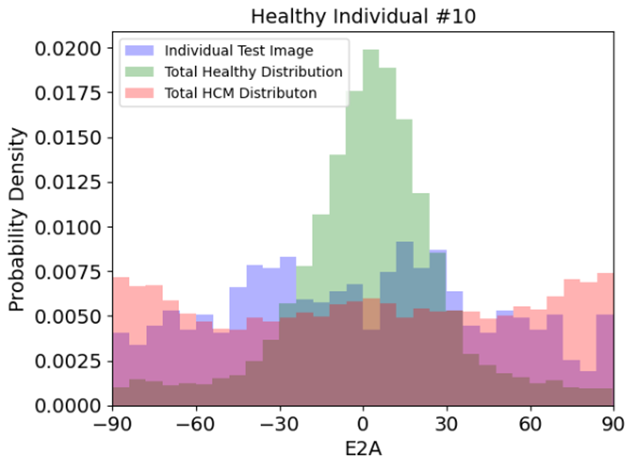 Healthy Individual #10
Individual Test Image
Total Healthy Distribution
Total HCM Distributon
Probability Density
0.0200
0.0175
0.0150
0.0125
0.0100
0.0075
0.0050
0.0025
0.0000
−90 −60 −30 0 30 60 90
E2A